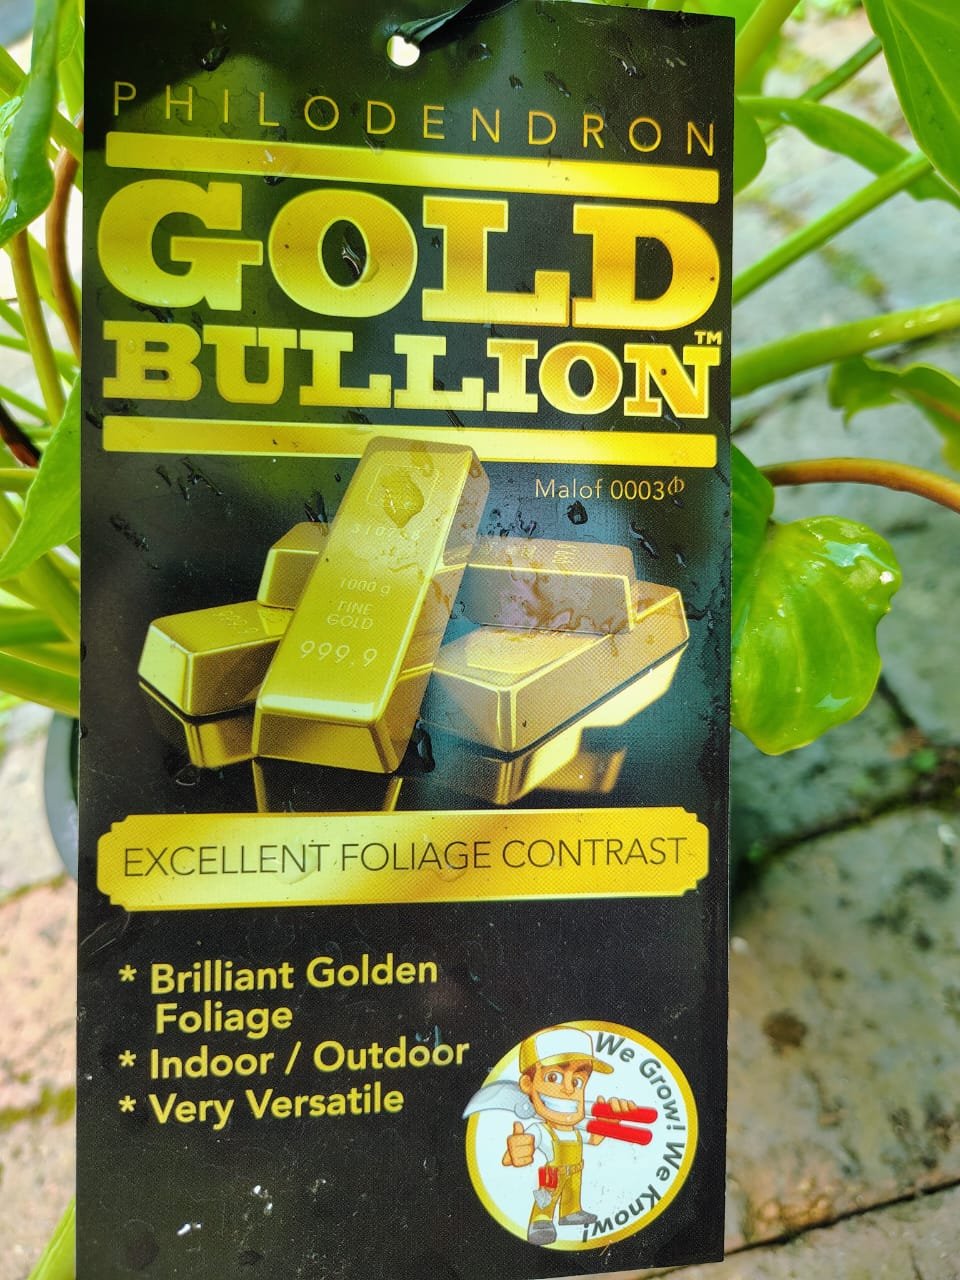 PHILODENDRON
GOLD
BULLION™
Malof 0003
1000 g
FINE
GOLD
999.9
EXCELLENT FOLIAGE CONTRAST
* Brilliant Golden
Foliage
* Indoor / Outdoor
* Very Versatile
We Grow! We Know!